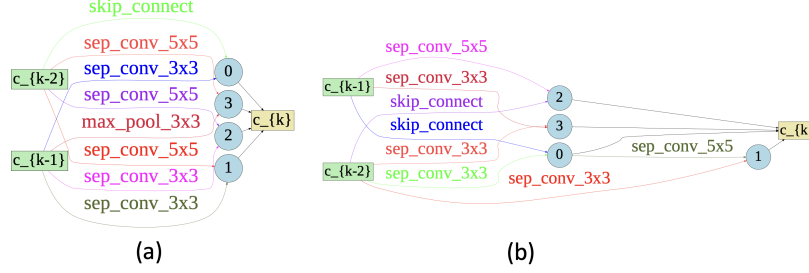 skip_connect
sep_conv_5x5
c_{k-2}
sep_conv_3x3
0
sep_conv_5x5
3
max_pool_3x3
c_{k}
2
c_{k-1}
sep_conv_5x5
1
sep_conv_3x3
sep_conv_3x3
(a)
sep_conv_5x5
c_{k-1}
sep_conv_3x3
2
skip_connect
skip_connect
3
c_{k
sep_conv_3x3
0
sep_conv_5x5
1
c_{k-2}
sep_conv_3x3
sep_conv_3x3
(b)